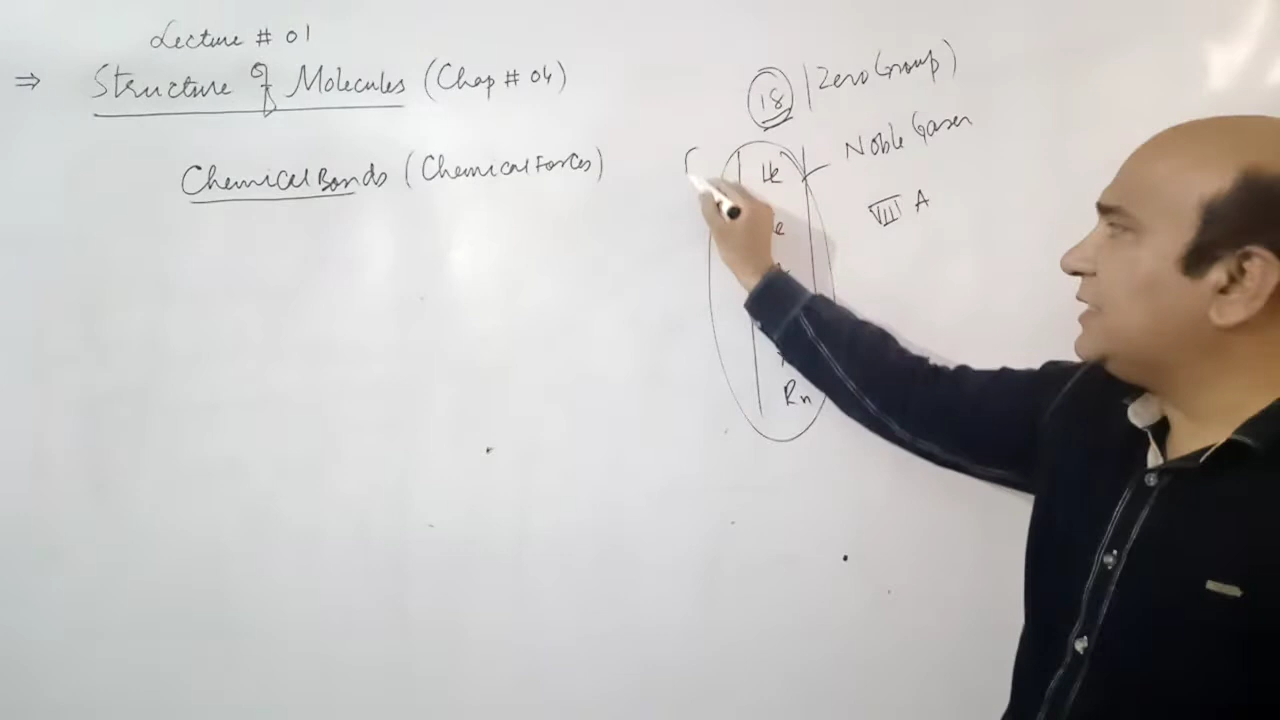 Lecture # 01
⇒ Structure of Molecules (Chap # 04)
Chemical Bonds (Chemical Forces)
18 | Zero Group)
Noble Gases
VIII A
He
e
Rn